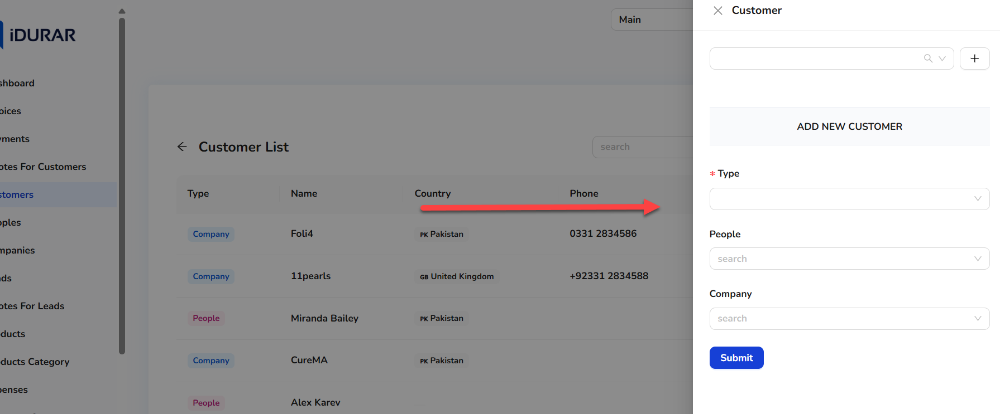 iDURAR
shboard
oices
ments
otes For Customers
stomers
ples
mpanies
ds
otes For Leads
ducts
ducts Category
enses
Main
Customer List
search
Type Name Country Phone
Company Foli4 PK Pakistan 0331 2834586
Company 11pearls GB United Kingdom +92331 2834588
People Miranda Bailey PK Pakistan
Company CureMA PK Pakistan
People Alex Karev
Customer
ADD NEW CUSTOMER
* Type
People
search
Company
search
Submit